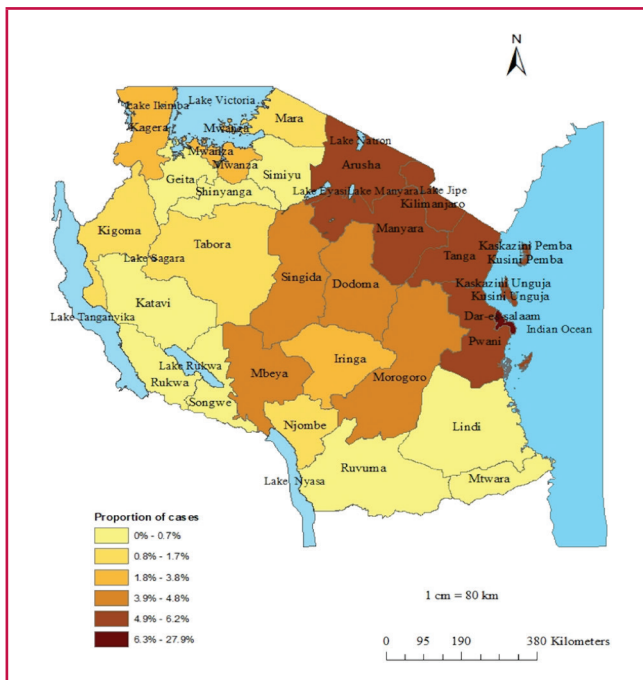 N
Lake Ikimba
Lake Victoria
Kagera
Mwanza
Mara
Mwanza
Mwanza
Lake Natron
Arusha
Geita
Simiyu
Shinyanga
Lake Eyasi
Lake Manyara
Lake Jipe
Kilimanjaro
Kigoma
Manyara
Tabora
Kaskazini Pemba
Tanga
Kusini Pemba
Lake Sagara
Singida
Dodoma
Kaskazini Unguja
Kusini Unguja
Katavi
Lake Tanganyika
Dar-es-salaam
Indian Ocean
Pwani
Lake Rukwa
Iringa
Mbeya
Rukwa
Morogoro
Songwe
Njombe
Lindi
Ruvuma
Lake Nyasa
Mtwara
Proportion of cases
0% - 0.7%
0.8% - 1.7%
1.8% - 3.8%
3.9% - 4.8%
4.9% - 6.2%
6.3% - 27.9%
1 cm = 80 km
0 95 190 380 Kilometers